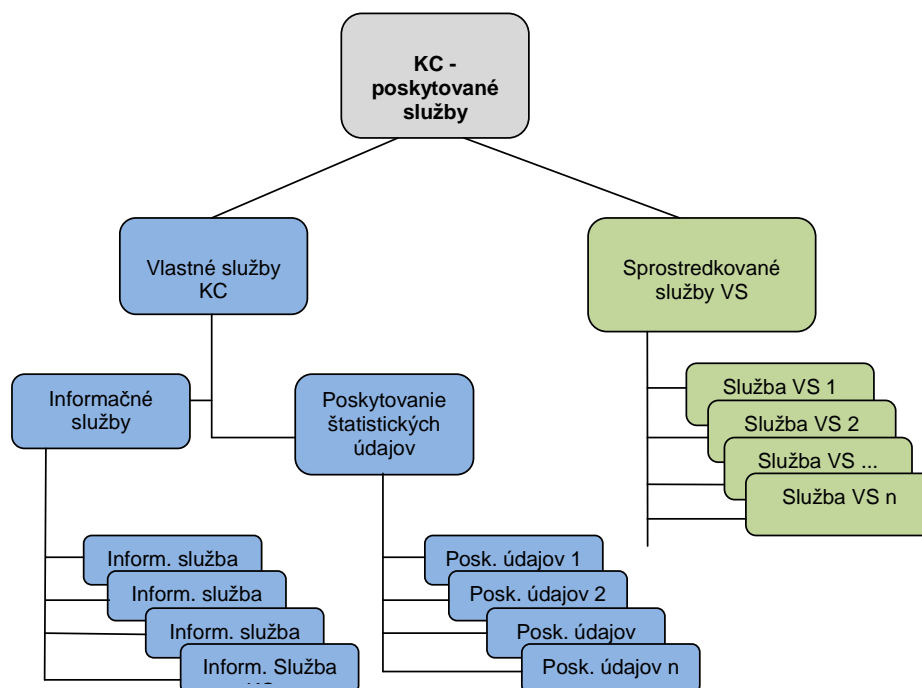 KC -
poskytované
služby
Vlastné služby
KC
Sprostredkované
služby VS
Informačné
služby
Poskytovanie
štatistických
údajov
Služba VS 1
Služba VS 2
Služba VS ...
Služba VS n
Inform. služba
Inform. služba
Inform. služba
Inform. Služba
Posk. údajov 1
Posk. údajov 2
Posk. údajov
Posk. údajov n